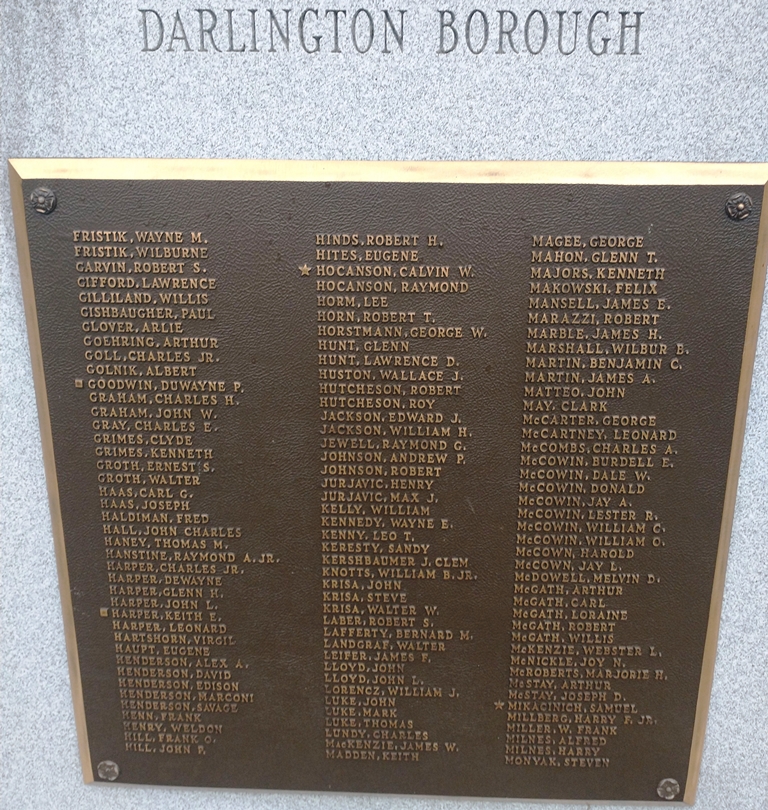 DARLINGTON BOROUGH
FRISTIK, WAYNE M.
FRISTIK, WILBURNE
GARVIN, ROBERT S.
GIFFORD, LAWRENCE
GILLILAND, WILLIS
GISHBAUGHER, PAUL
GLOVER, ARLIE
GOEHRING, ARTHUR
GOLL, CHARLES JR.
GOLNIK, ALBERT
GOODWIN, DUWAYNE P.
GRAHAM, CHARLES H.
GRAHAM, JOHN W.
GRAY, CHARLES E.
GRIMES, CLYDE
GRIMES, KENNETH
GROTH, ERNEST S.
GROTH, WALTER
HAAS, CARL G.
HAAS, JOSEPH
HALDIMAN, FRED
HALL, JOHN CHARLES
HANEY, THOMAS M.
HANSTINE, RAYMOND A. JR.
HARPER, CHARLES JR.
HARPER, DEWAYNE
HARPER, GLENN H.
HARPER, JOHN L.
HARPER, KEITH E.
HARPER, LEONARD
HARTSHORN, VIRGIL
HAUPT, EUGENE
HENDERSON, ALEX A.
HENDERSON, DAVID
HENDERSON, EDISON
HENDERSON, MARCONI
HENDERSON, SAVAGE
HENN, FRANK
HENRY, WELDON
HILL, FRANK O.
HILL, JOHN P.
HINDS, ROBERT H.
HITES, EUGENE
★ HOCANSON, CALVIN W.
HOCANSON, RAYMOND
HORM, LEE
HORN, ROBERT T.
HORSTMANN, GEORGE W.
HUNT, GLENN
HUNT, LAWRENCE D.
HUSTON, WALLACE J.
HUTCHESON, ROBERT
HUTCHESON, ROY
JACKSON, EDWARD J.
JACKSON, WILLIAM H.
JEWELL, RAYMOND G.
JOHNSON, ANDREW P.
JOHNSON, ROBERT
JURJAVIC, HENRY
JURJAVIC, MAX J.
KELLY, WILLIAM
KENNEDY, WAYNE E.
KENNY, LEO T.
KERESTY, SANDY
KERSHBAUMER J. CLEM
KNOTTS, WILLIAM B. JR.
KRISA, JOHN
KRISA, STEVE
KRISA, WALTER W.
LABER, ROBERT S.
LAFFERTY, BERNARD M.
LANDGRAF, WALTER
LEIFER, JAMES F.
LLOYD, JOHN
LLOYD, JOHN L.
LORENCZ, WILLIAM J.
LUKE, JOHN
LUKE, MARK
LUKE, THOMAS
LUNDY, CHARLES
MacKENZIE, JAMES W.
MADDEN, KEITH
MAGEE, GEORGE
MAHON, GLENN T.
MAJORS, KENNETH
MAKOWSKI, FELIX
MANSELL, JAMES E.
MARAZZI, ROBERT
MARBLE, JAMES H.
MARSHALL, WILBUR B.
MARTIN, BENJAMIN C.
MARTIN, JAMES A.
MATTEO, JOHN
MAY, CLARK
McCARTER, GEORGE
McCARTNEY, LEONARD
McCOMBS, CHARLES A.
McCOWIN, BURDELL E.
McCOWIN, DALE W.
McCOWIN, DONALD
McCOWIN, JAY A.
McCOWIN, LESTER R.
McCOWIN, WILLIAM C.
McCOWIN, WILLIAM O.
McCOWN, HAROLD
McCOWN, JAY L.
McDOWELL, MELVIN D.
McGATH, ARTHUR
McGATH, CARL
McGATH, LORAINE
McGATH, ROBERT
McGATH, WILLIS
McKENZIE, WEBSTER L.
McNICKLE, JOY N.
McROBERTS, MARJORIE H.
McSTAY, ARTHUR
McSTAY, JOSEPH D.
★ MIKACINICH, SAMUEL
MILLBERG, HARRY F. JR.
MILLER, W. FRANK
MILNES, ALFRED
MILNES, HARRY
MONYAK, STEVEN